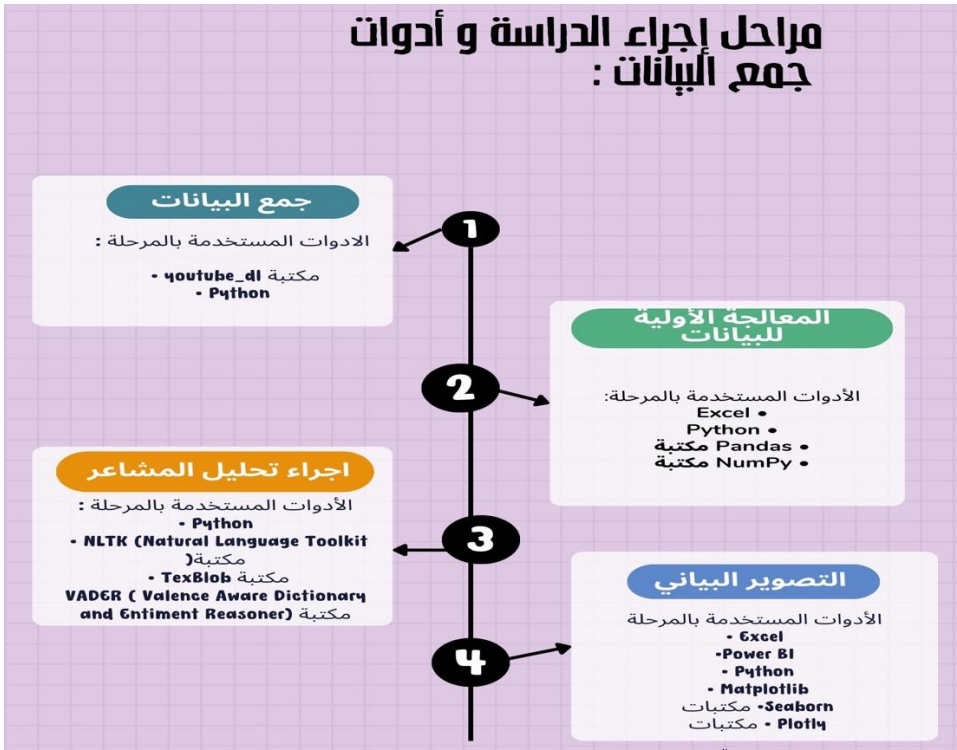 مراحل إجراء الدراسة و أدوات
جمع البيانات :
1
جمع البيانات
الادوات المستخدمة بالمرحلة :
مكتبة youtube_dl •
• Python
2
المعالجة الأولية
للبيانات
الأدوات المستخدمة بالمرحلة:
Excel •
Python •
مكتبة Pandas •
مكتبة NumPy •
3
اجراء تحليل المشاعر
الأدوات المستخدمة بالمرحلة :
• Python
• NLTK (Natural Language Toolkit
مكتبة(
• TexBlob مكتبة
VADER ( Valence Aware Dictionary
and Entiment Reasoner) مكتبة
4
التصوير البياني
الأدوات المستخدمة بالمرحلة
• Excel
•Power BI
• Python
• Matplotlib
مكتبات •Seaborn
مكتبات • Plotly